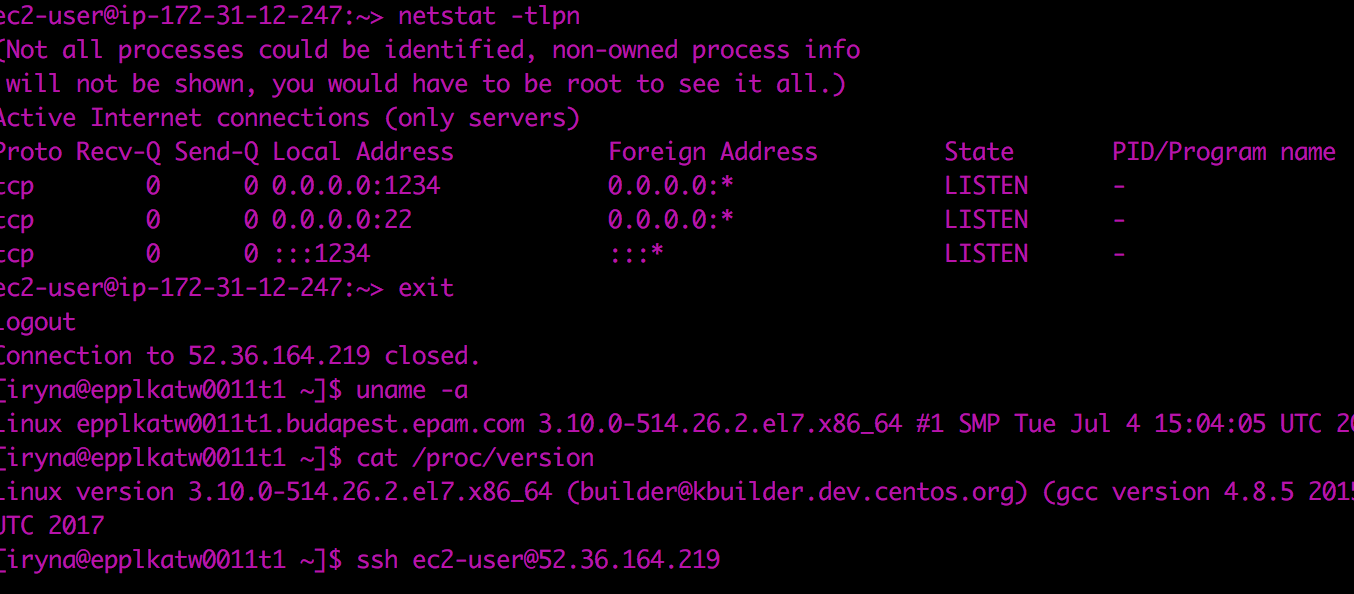 ec2-user@ip-172-31-12-247:~> netstat -tlpn
(Not all processes could be identified, non-owned process info
will not be shown, you would have to be root to see it all.)
Active Internet connections (only servers)
Proto Recv-Q Send-Q Local Address Foreign Address State PID/Program name
tcp 0 0 0.0.0.0:1234 0.0.0.0:* LISTEN -
tcp 0 0 0.0.0.0:22 0.0.0.0:* LISTEN -
tcp 0 0 :::1234 :::* LISTEN -
ec2-user@ip-172-31-12-247:~> exit
logout
Connection to 52.36.164.219 closed.
[iryna@epplkatw0011t1 ~]$ uname -a
Linux epplkatw0011t1.budapest.epam.com 3.10.0-514.26.2.el7.x86_64 #1 SMP Tue Jul 4 15:04:05 UTC 20
[iryna@epplkatw0011t1 ~]$ cat /proc/version
Linux version 3.10.0-514.26.2.el7.x86_64 (builder@kbuilder.dev.centos.org) (gcc version 4.8.5 2015
UTC 2017
[iryna@epplkatw0011t1 ~]$ ssh ec2-user@52.36.164.219